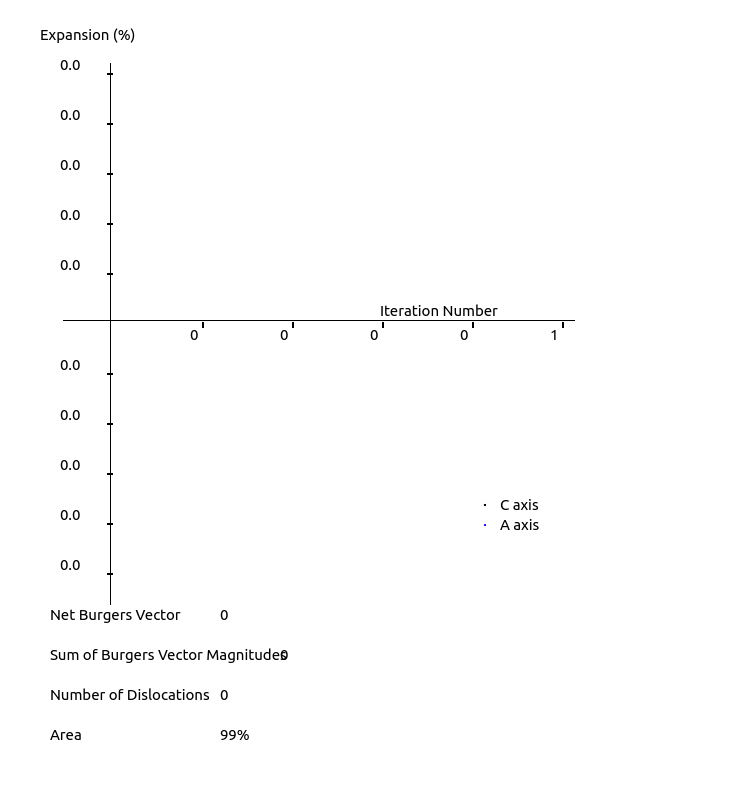 Expansion (%)
0.0
0.0
0.0
0.0
0.0
Iteration Number
0 0 0 0 1
0.0
0.0
0.0
0.0
0.0
C axis
A axis
Net Burgers Vector 0
Sum of Burgers Vector Magnitudes 0
Number of Dislocations 0
Area 99%